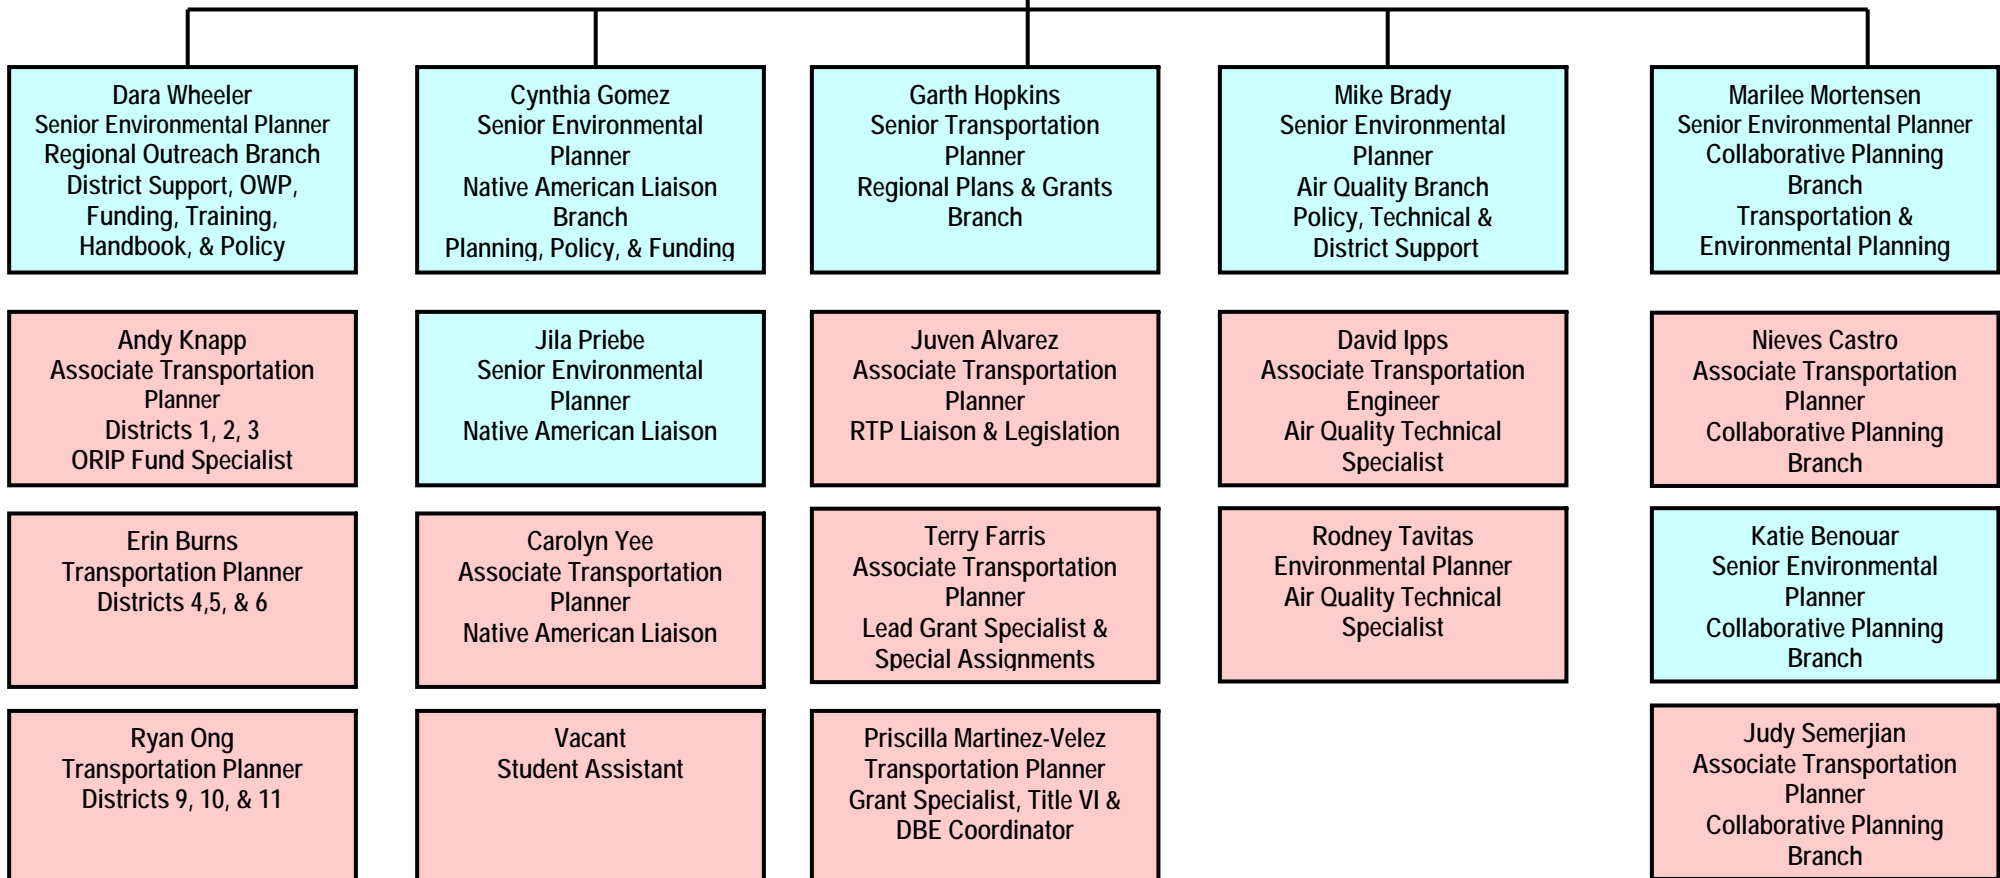 Dara Wheeler
Senior Environmental Planner
Regional Outreach Branch
District Support, OWP,
Funding, Training,
Handbook, & Policy
Cynthia Gomez
Senior Environmental
Planner
Native American Liaison
Branch
Planning, Policy, & Funding
Garth Hopkins
Senior Transportation
Planner
Regional Plans & Grants
Branch
Mike Brady
Senior Environmental
Planner
Air Quality Branch
Policy, Technical &
District Support
Marilee Mortensen
Senior Environmental Planner
Collaborative Planning
Branch
Transportation &
Environmental Planning
Andy Knapp
Associate Transportation
Planner
Districts 1, 2, 3
ORIP Fund Specialist
Jila Priebe
Senior Environmental
Planner
Native American Liaison
Juven Alvarez
Associate Transportation
Planner
RTP Liaison & Legislation
David Ipps
Associate Transportation
Engineer
Air Quality Technical
Specialist
Nieves Castro
Associate Transportation
Planner
Collaborative Planning
Branch
Erin Burns
Transportation Planner
Districts 4,5, & 6
Carolyn Yee
Associate Transportation
Planner
Native American Liaison
Terry Farris
Associate Transportation
Planner
Lead Grant Specialist &
Special Assignments
Rodney Tavitas
Environmental Planner
Air Quality Technical
Specialist
Katie Benouar
Senior Environmental
Planner
Collaborative Planning
Branch
Ryan Ong
Transportation Planner
Districts 9, 10, & 11
Vacant
Student Assistant
Priscilla Martinez-Velez
Transportation Planner
Grant Specialist, Title VI &
DBE Coordinator
Judy Semerjian
Associate Transportation
Planner
Collaborative Planning
Branch